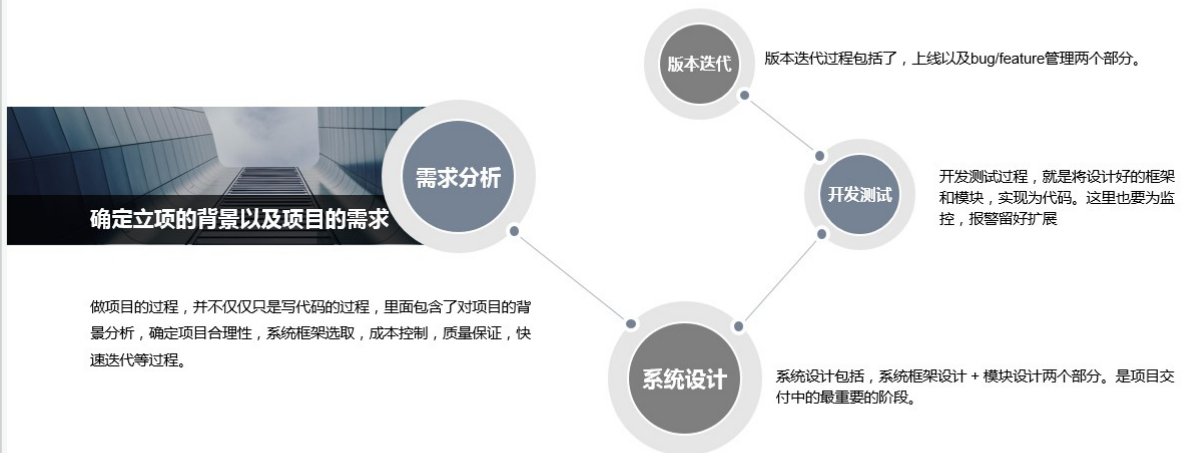 需求分析
确定立项的背景以及项目的需求
做项目的过程，并不仅仅只是写代码的过程，里面包含了对项目的背
景分析，确定项目合理性，系统框架选取，成本控制，质量保证，快
速迭代等过程。
系统设计
系统设计包括，系统框架设计 + 模块设计两个部分。是项目交
付中的最重要的阶段。
开发测试
开发测试过程，就是将设计好的框架
和模块，实现为代码。这里也要为监
控，报警留好扩展
版本迭代
版本迭代过程包括了，上线以及bug/feature管理两个部分。